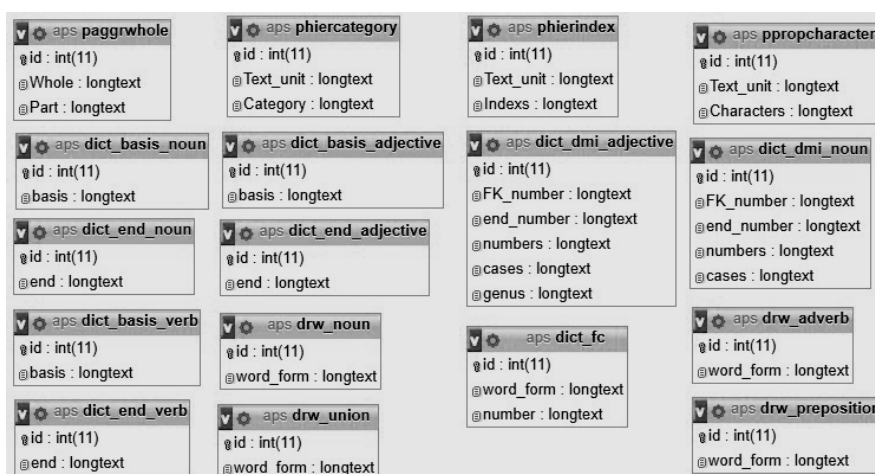 aps paggrwhole
id : int(11)
Whole : longtext
Part : longtext
aps phiercategory
id : int(11)
Text_unit : longtext
Category : longtext
aps phierindex
id : int(11)
Text_unit : longtext
Indexs : longtext
aps ppropcharacter
id : int(11)
Text_unit : longtext
Characters : longtext
aps dict_basis_noun
id : int(11)
basis : longtext
aps dict_basis_adjective
id : int(11)
basis : longtext
aps dict_dmi_adjective
id : int(11)
FK_number : longtext
end_number : longtext
numbers : longtext
cases : longtext
genus : longtext
aps dict_dmi_noun
id : int(11)
FK_number : longtext
end_number : longtext
numbers : longtext
cases : longtext
aps dict_end_noun
id : int(11)
end : longtext
aps dict_end_adjective
id : int(11)
end : longtext
aps dict_basis_verb
id : int(11)
basis : longtext
aps drw_noun
id : int(11)
word_form : longtext
aps dict_fc
id : int(11)
word_form : longtext
number : longtext
aps drw_adverb
id : int(11)
word_form : longtext
aps dict_end_verb
id : int(11)
end : longtext
aps drw_union
id : int(11)
word_form : longtext
aps drw_preposition
id : int(11)
word_form : longtext